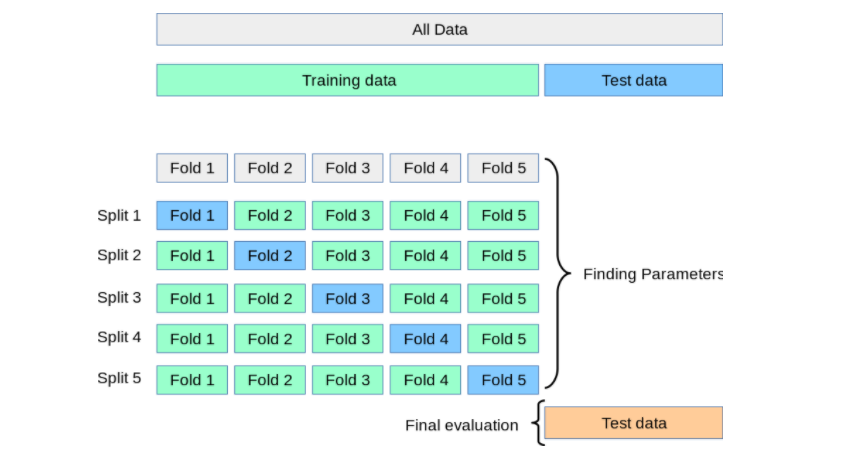 All Data
Training data Test data
Fold 1 Fold 2 Fold 3 Fold 4 Fold 5
Split 1 Fold 1 Fold 2 Fold 3 Fold 4 Fold 5
Split 2 Fold 1 Fold 2 Fold 3 Fold 4 Fold 5
Split 3 Fold 1 Fold 2 Fold 3 Fold 4 Fold 5
Split 4 Fold 1 Fold 2 Fold 3 Fold 4 Fold 5
Split 5 Fold 1 Fold 2 Fold 3 Fold 4 Fold 5
Finding Parameters
Final evaluation Test data